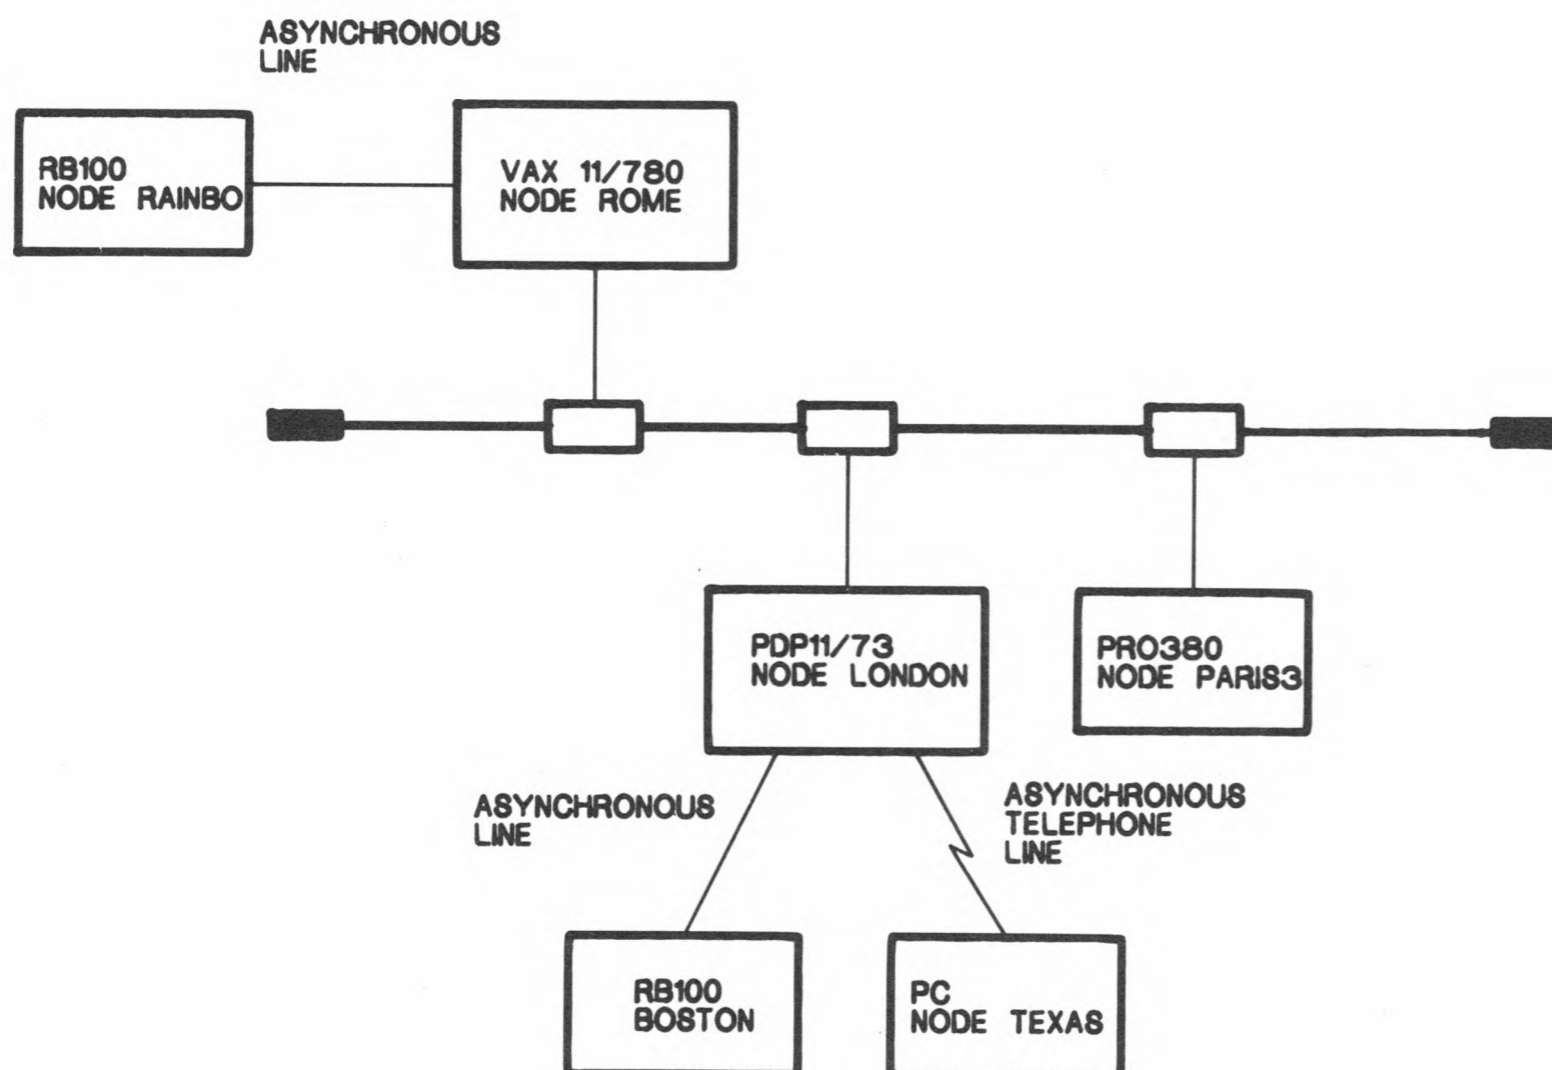 ASYNCHRONOUS
LINE
RB100
NODE RAINBO
VAX 11/780
NODE ROME
PDP11/73
NODE LONDON
PRO380
NODE PARIS3
ASYNCHRONOUS
LINE
ASYNCHRONOUS
TELEPHONE
LINE
RB100
BOSTON
PC
NODE TEXAS